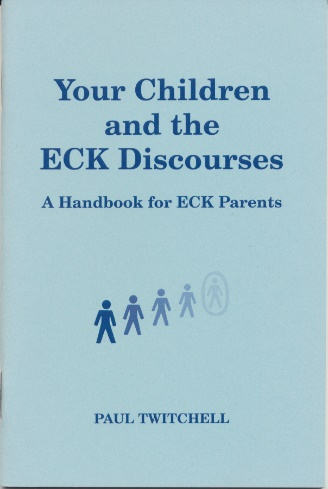 Your Children
and the
ECK Discourses
A Handbook for ECK Parents
PAUL TWITCHELL